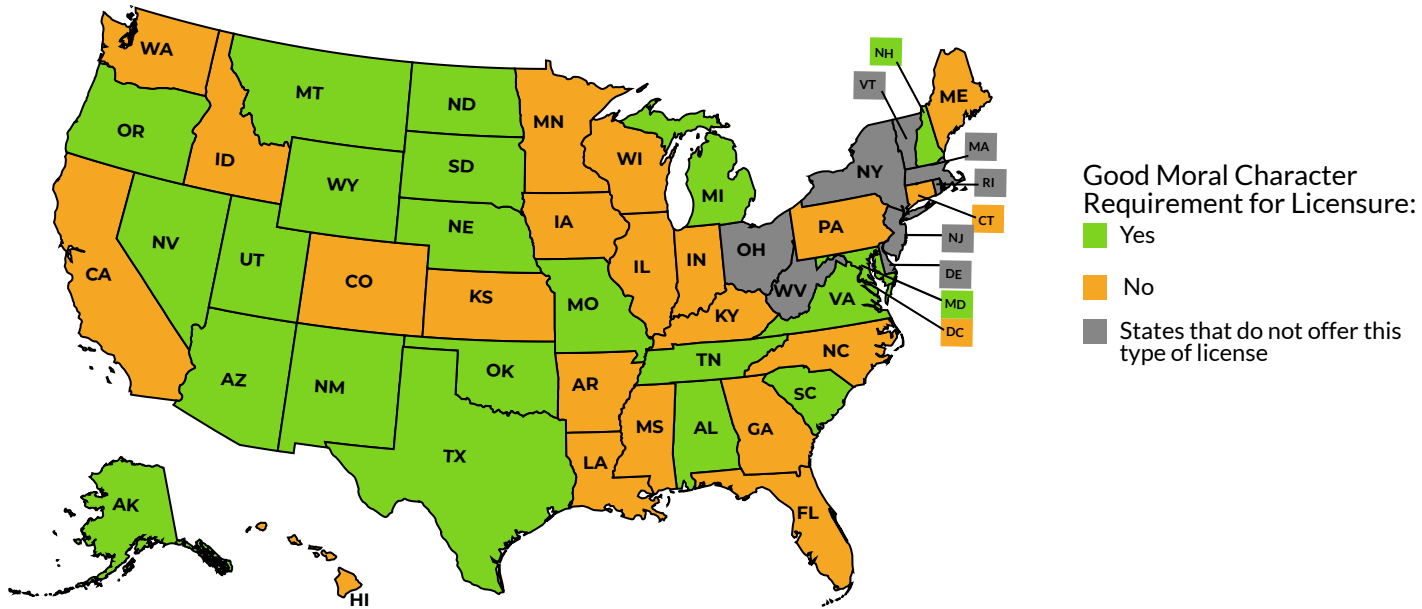 WA
MT
ND
MN
OR
ID
WY
SD
WI
MI
NH
VT
ME
NY
MA
RI
CT
NJ
DE
MD
DC
NV
UT
NE
IA
PA
OH
CA
CO
KS
MO
IL
IN
WV
VA
KY
AZ
NM
OK
AR
TN
NC
SC
TX
LA
MS
AL
GA
FL
AK
HI
Good Moral Character
Requirement for Licensure:
Yes
No
States that do not offer this
type of license